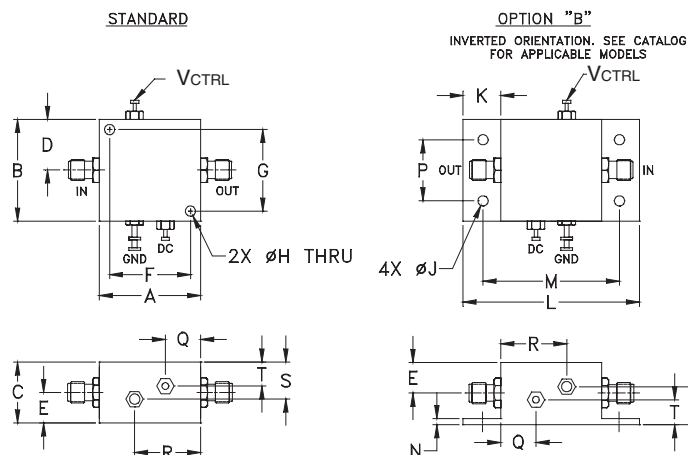 STANDARD
OPTION "B"
INVERTED ORIENTATION. SEE CATALOG
FOR APPLICABLE MODELS
VCTRL
VCTRL
K
D
B
G
P
IN
OUT
OUT
IN
GND
DC
DC
GND
2X øH THRU
4X øJ
F
A
M
L
Q
R
T
S
C
E
E
R
N
Q
T